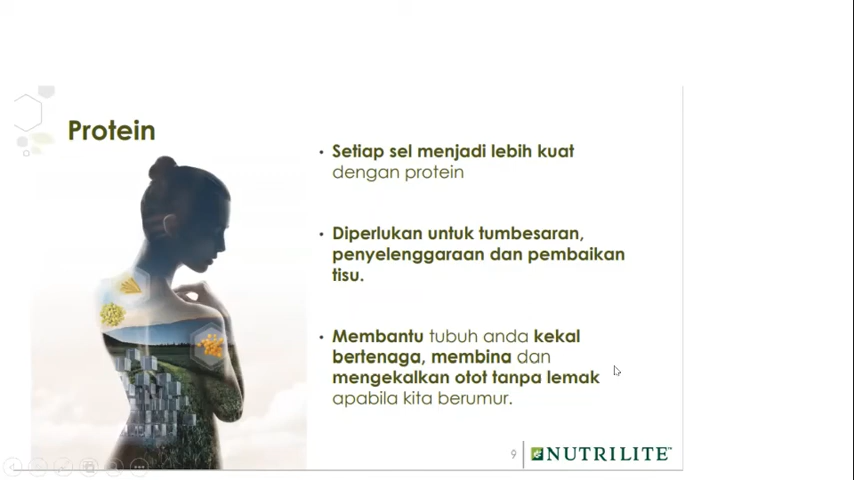 Protein
• Setiap sel menjadi lebih kuat
dengan protein
• Diperlukan untuk tumbesaran,
penyelenggaraan dan pembaikan
tisu.
• Membantu tubuh anda kekal
bertenaga, membina dan
mengekalkan otot tanpa lemak
apabila kita berumur.
9
NUTRILITE™